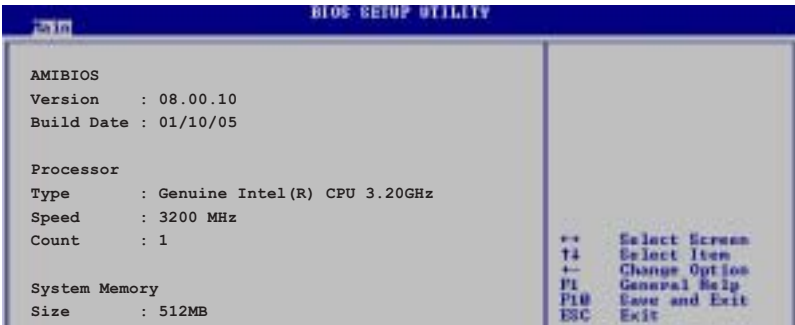 BIOS SETUP UTILITY
Main
AMIBIOS
Version : 08.00.10
Build Date : 01/10/05
Processor
Type : Genuine Intel(R) CPU 3.20GHz
Speed : 3200 MHz
Count : 1
System Memory
Size : 512MB
←→ Select Screen
↑↓ Select Item
+- Change Option
F1 General Help
F10 Save and Exit
ESC Exit